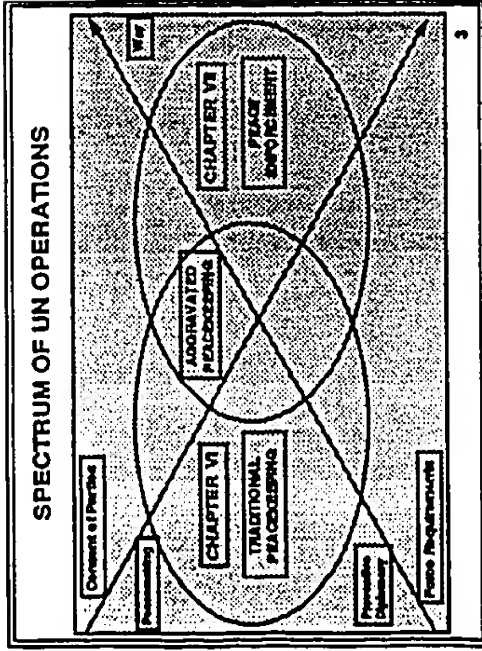 SPECTRUM OF UN OPERATIONS
Consent of Parties
Peacemaking
War
AGGRAVATED
PEACEKEEPING
CHAPTER VI
TRADITIONAL
PEACEKEEPING
CHAPTER VII
PEACE
ENFORCEMENT
Preventive
Diplomacy
Force Requirements
3